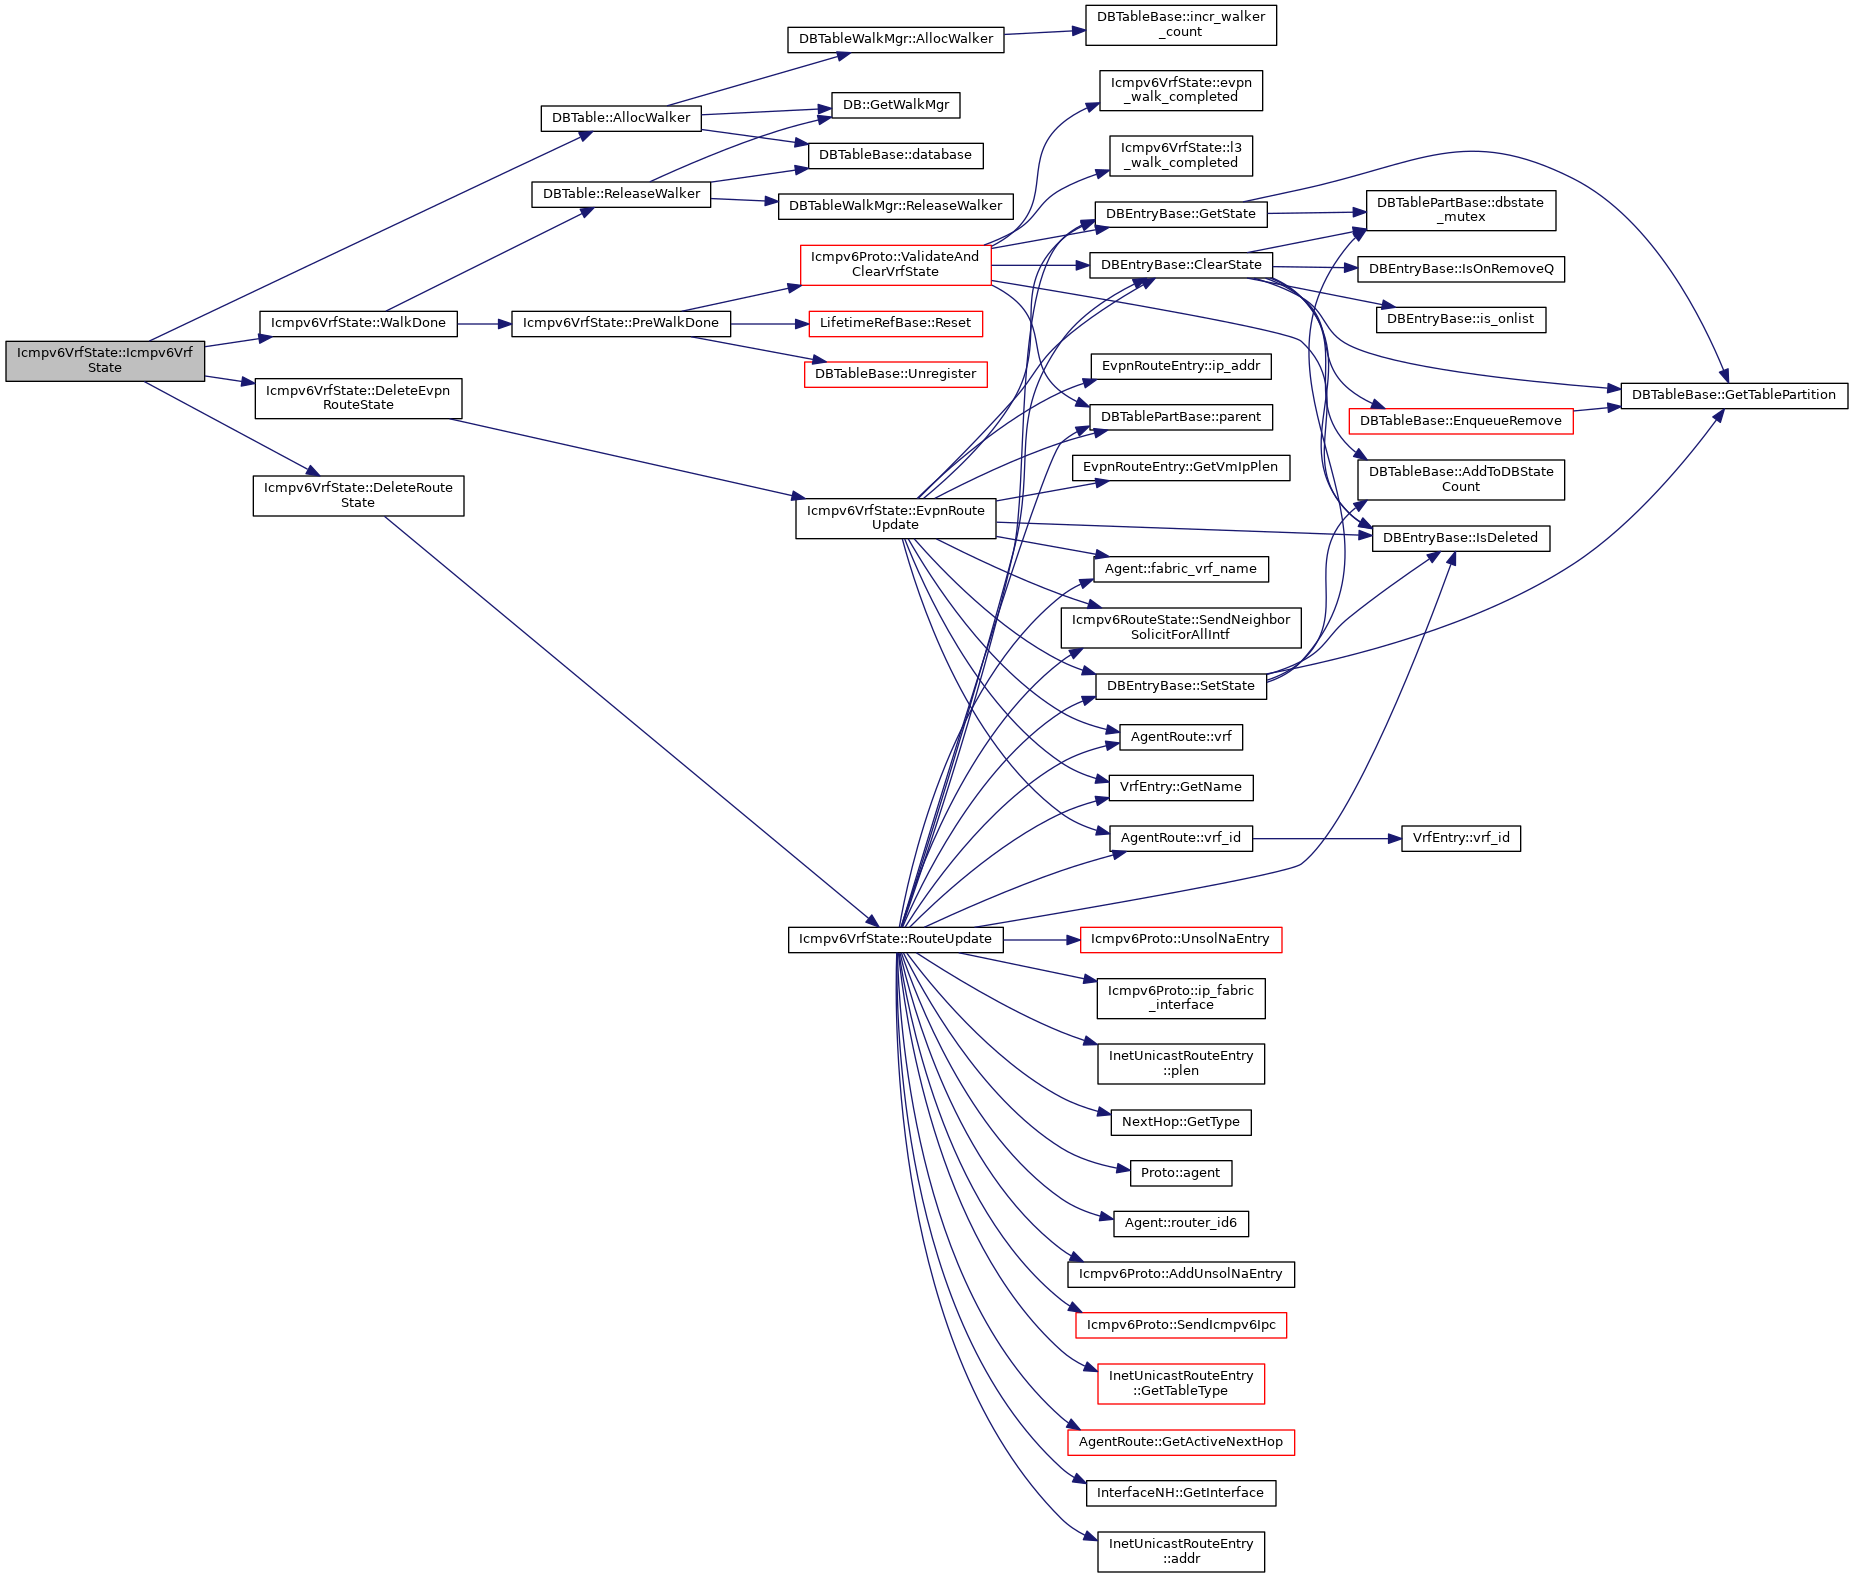 Icmpv6VrfState::Icmpv6Vrf
State
DBTable::AllocWalker
DBTable::ReleaseWalker
Icmpv6VrfState::WalkDone
Icmpv6VrfState::DeleteEvpn
RouteState
Icmpv6VrfState::DeleteRoute
State
Icmpv6VrfState::PreWalkDone
DBTableWalkMgr::AllocWalker
DB::GetWalkMgr
DBTableBase::database
DBTableWalkMgr::ReleaseWalker
Icmpv6Proto::ValidateAnd
ClearVrfState
LifetimeRefBase::Reset
DBTableBase::Unregister
Icmpv6VrfState::EvpnRoute
Update
Icmpv6VrfState::RouteUpdate
DBTableBase::incr_walker
_count
Icmpv6VrfState::evpn
_walk_completed
Icmpv6VrfState::l3
_walk_completed
DBEntryBase::GetState
DBEntryBase::ClearState
EvpnRouteEntry::ip_addr
DBTablePartBase::parent
EvpnRouteEntry::GetVmIpPlen
Agent::fabric_vrf_name
Icmpv6RouteState::SendNeighbor
SolicitForAllIntf
DBEntryBase::SetState
AgentRoute::vrf
VrfEntry::GetName
AgentRoute::vrf_id
Icmpv6Proto::UnsolNaEntry
Icmpv6Proto::ip_fabric
_interface
InetUnicastRouteEntry
::plen
NextHop::GetType
Proto::agent
Agent::router_id6
Icmpv6Proto::AddUnsolNaEntry
Icmpv6Proto::SendIcmpv6Ipc
InetUnicastRouteEntry
::GetTableType
AgentRoute::GetActiveNextHop
InterfaceNH::GetInterface
InetUnicastRouteEntry
::addr
DBTablePartBase::dbstate
_mutex
DBEntryBase::IsOnRemoveQ
DBEntryBase::is_onlist
DBTableBase::EnqueueRemove
DBTableBase::AddToDBState
Count
DBEntryBase::IsDeleted
VrfEntry::vrf_id
DBTableBase::GetTablePartition